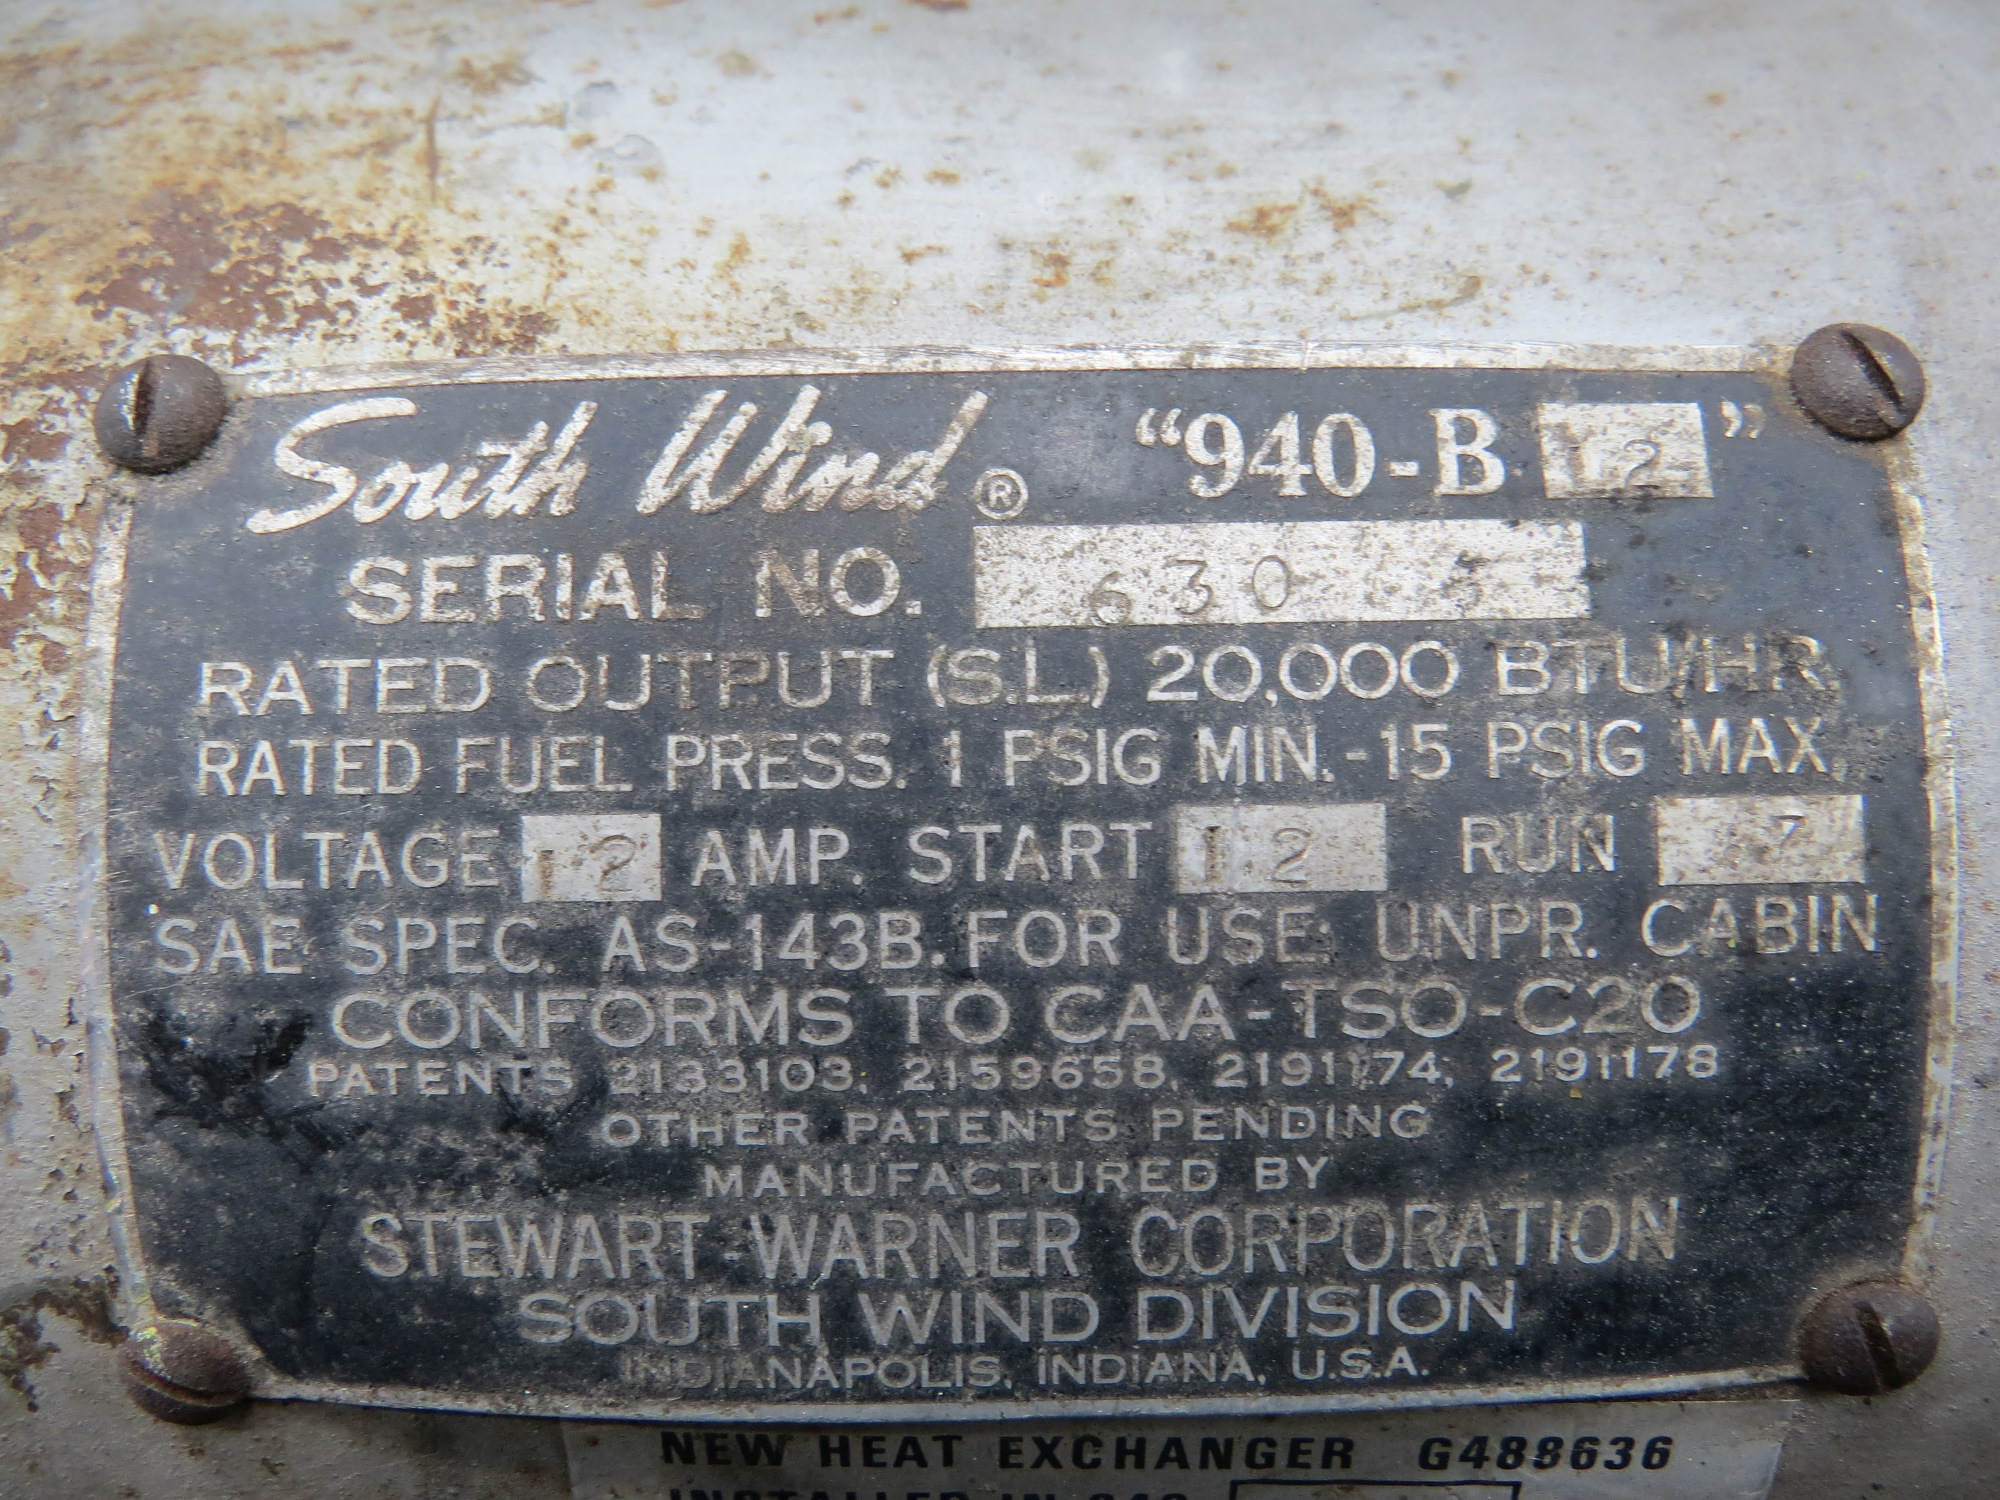 South Wind ® "940-B 12"
SERIAL NO. 630
RATED OUTPUT (S.L.) 20,000 BTU/HR.
RATED FUEL PRESS. 1 PSIG MIN.-15 PSIG MAX.
VOLTAGE 12 AMP. START 12 RUN 7
SAE SPEC. AS-143B. FOR USE: UNPR. CABIN
CONFORMS TO CAA-TSO-C20
PATENTS 2133103, 2159658, 2191174, 2191178
OTHER PATENTS PENDING
MANUFACTURED BY
STEWART-WARNER CORPORATION
SOUTH WIND DIVISION
INDIANAPOLIS, INDIANA, U.S.A.
NEW HEAT EXCHANGER G488636
INSTALLED IN 940